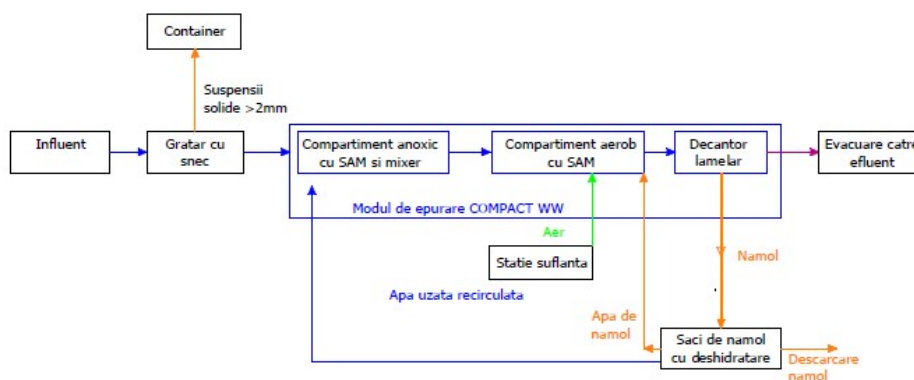 Container
Suspensii
solide >2mm
Influent
Gratar cu
snec
Compartiment anoxic
cu SAM si mixer
Compartiment aerob
cu SAM
Decantor
lamelar
Evacuare catre
efluent
Modul de epurare COMPACT WW
Aer
Statie suflanta
Namol
Apa uzata recirculata
Apa de
namol
Saci de namol
cu deshidratare
Descarcare
namol